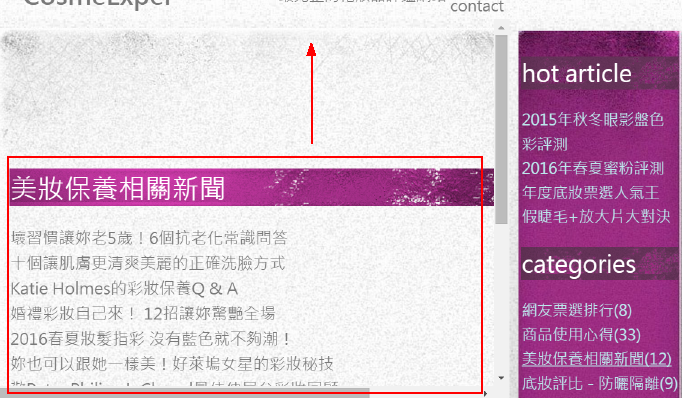 CosmeExper
contact
美妝保養相關新聞
壞習慣讓妳老5歲！6個抗老化常識問答
十個讓肌膚更清爽美麗的正確洗臉方式
Katie Holmes的彩妝保養Q & A
婚禮彩妝自己來！ 12招讓妳驚艷全場
2016春夏妝髮指彩 沒有藍色就不夠潮！
妳也可以跟她一樣美！好萊塢女星的彩妝秘技
hot article
2015年秋冬眼影盤色
彩評測
2016年春夏蜜粉評測
年度底妝票選人氣王
假睫毛+放大片大對決
categories
網友票選排行(8)
商品使用心得(33)
美妝保養相關新聞(12)
底妝評比 - 防曬隔離(9)